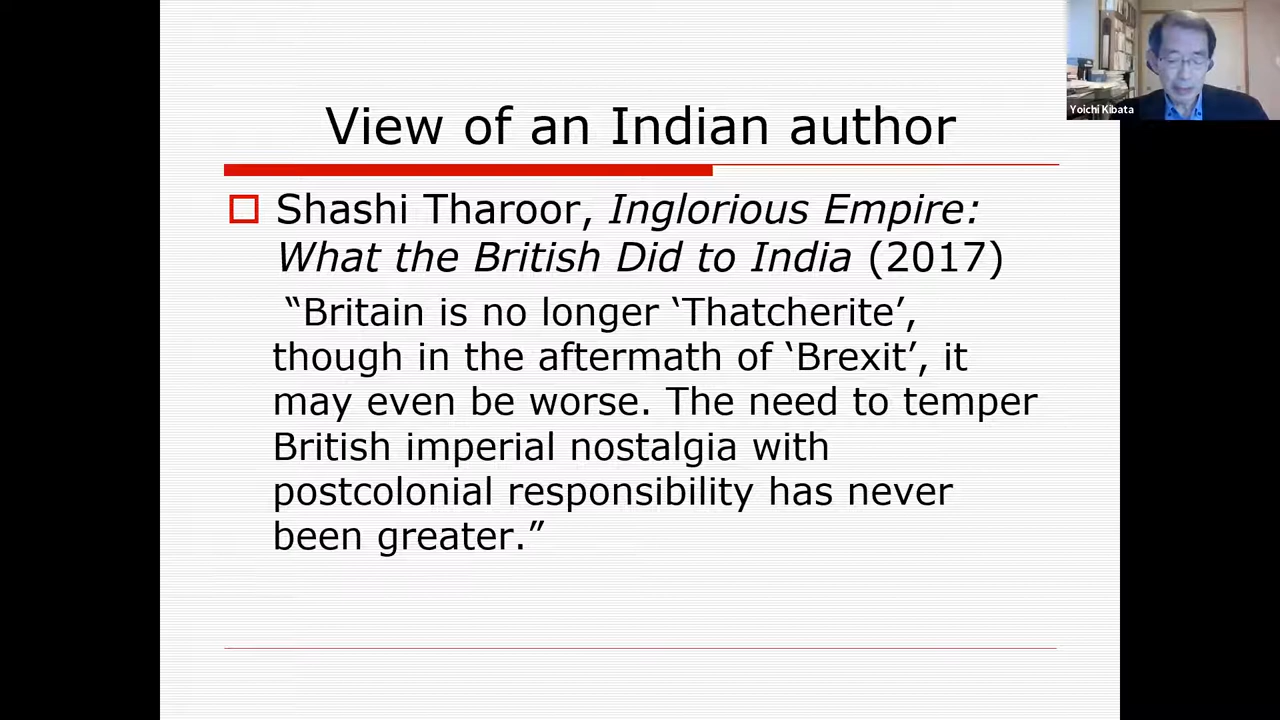 View of an Indian author
Shashi Tharoor, Inglorious Empire:
What the British Did to India (2017)
“Britain is no longer ‘Thatcherite’,
though in the aftermath of ‘Brexit’, it
may even be worse. The need to temper
British imperial nostalgia with
postcolonial responsibility has never
been greater.”
Yoichi Kibata